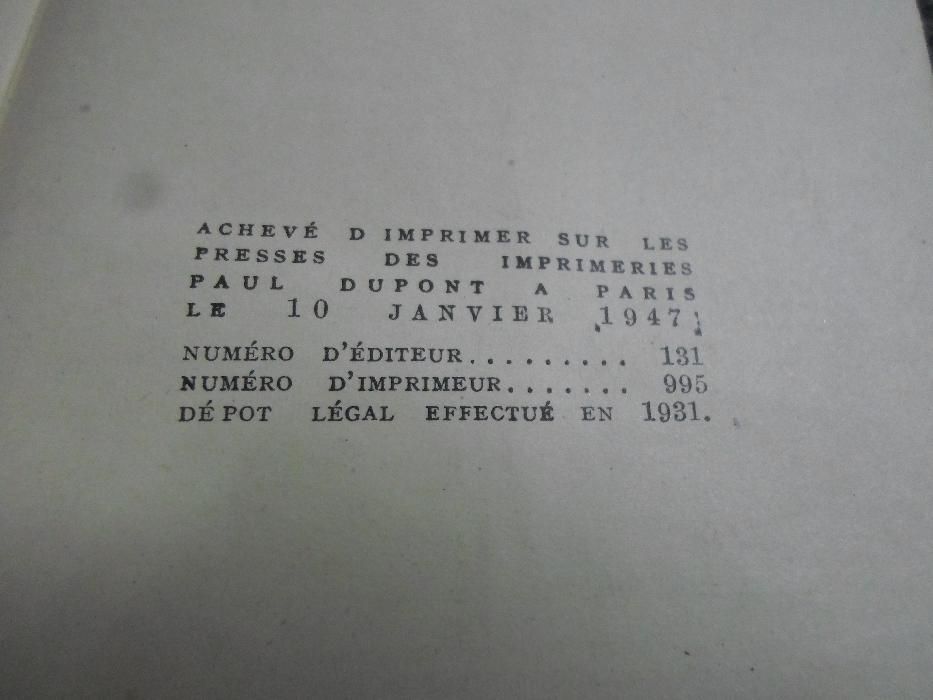 ACHEVÉ D IMPRIMER SUR LES
PRESSES DES IMPRIMERIES
PAUL DUPONT A PARIS
LE 10 JANVIER 1947;
NUMÉRO D'ÉDITEUR......... 131
NUMÉRO D'IMPRIMEUR....... 995
DÉPOT LÉGAL EFFECTUÉ EN 1931.